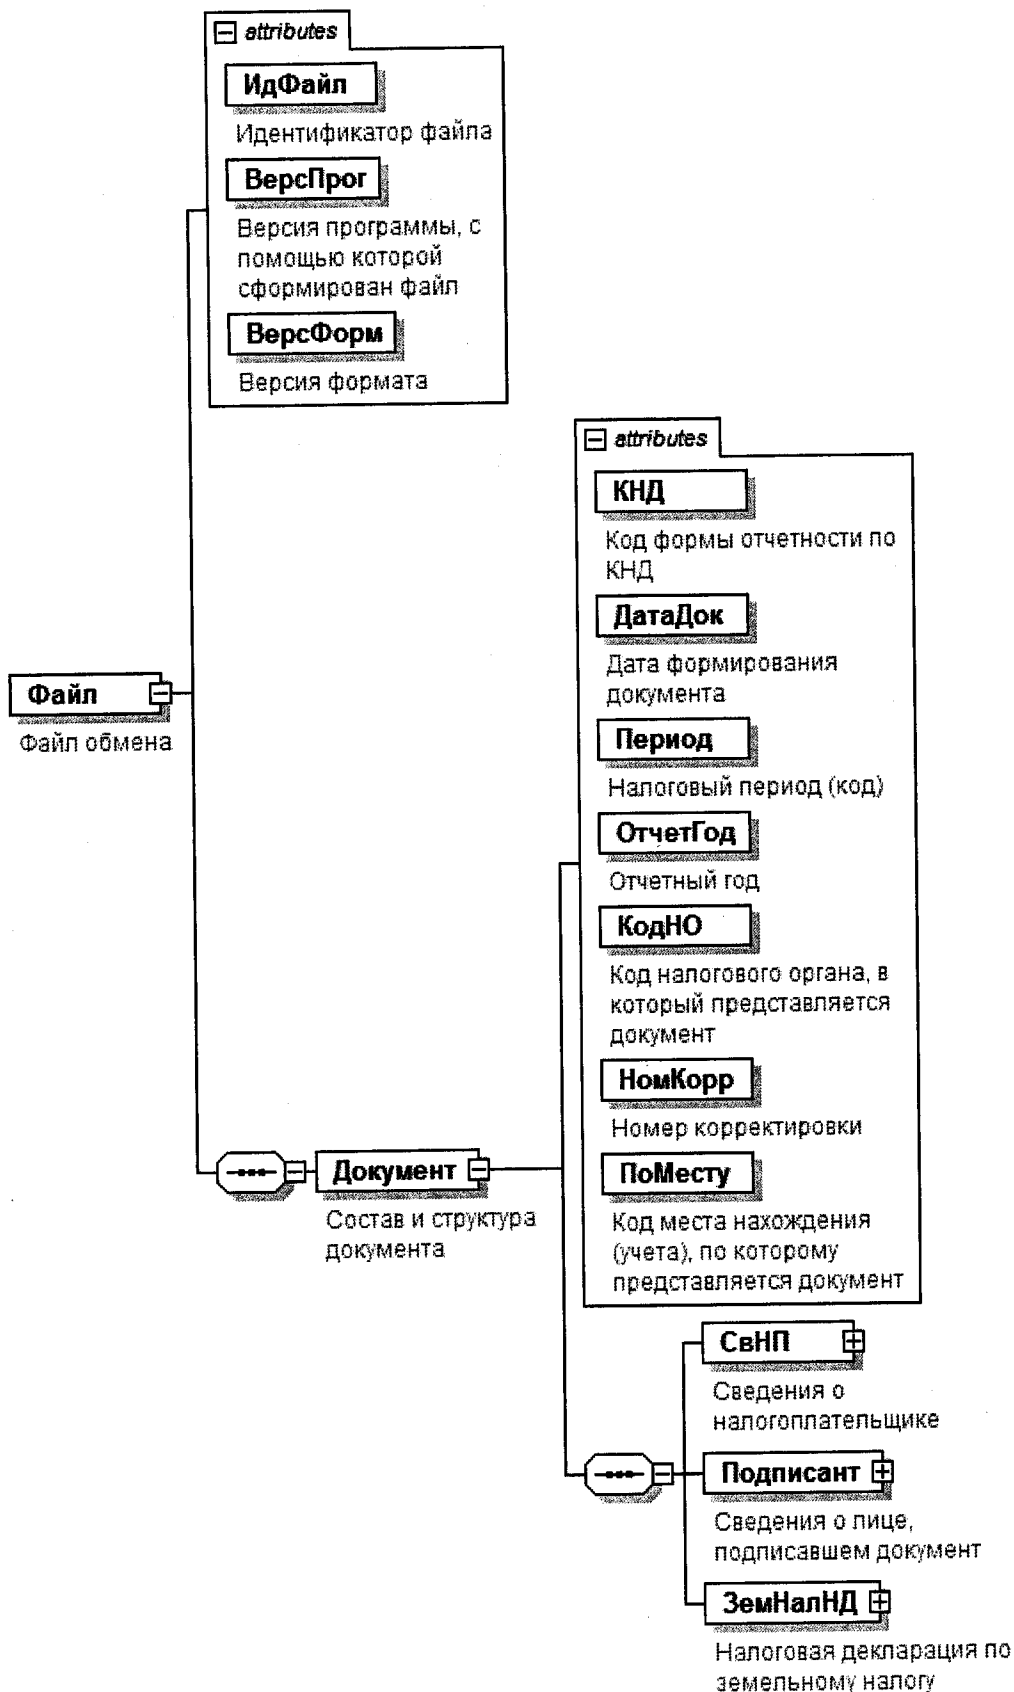 attributes
ИдФайл
Идентификатор файла
ВерсПрог
Версия программы, с
помощью которой
сформирован файл
ВерсФорм
Версия формата
Файл
Файл обмена
attributes
КНД
Код формы отчетности по
КНД
ДатаДок
Дата формирования
документа
Период
Налоговый период (код)
ОтчетГод
Отчетный год
КодНО
Код налогового органа, в
который представляется
документ
НомКорр
Номер корректировки
ПоМесту
Код места нахождения
(учета), по которому
представляется документ
Документ
Состав и структура
документа
СвНП
Сведения о
налогоплательщике
Подписант
Сведения о лице,
подписавшем документ
ЗемНалНД
Налоговая декларация по
земельному налогу